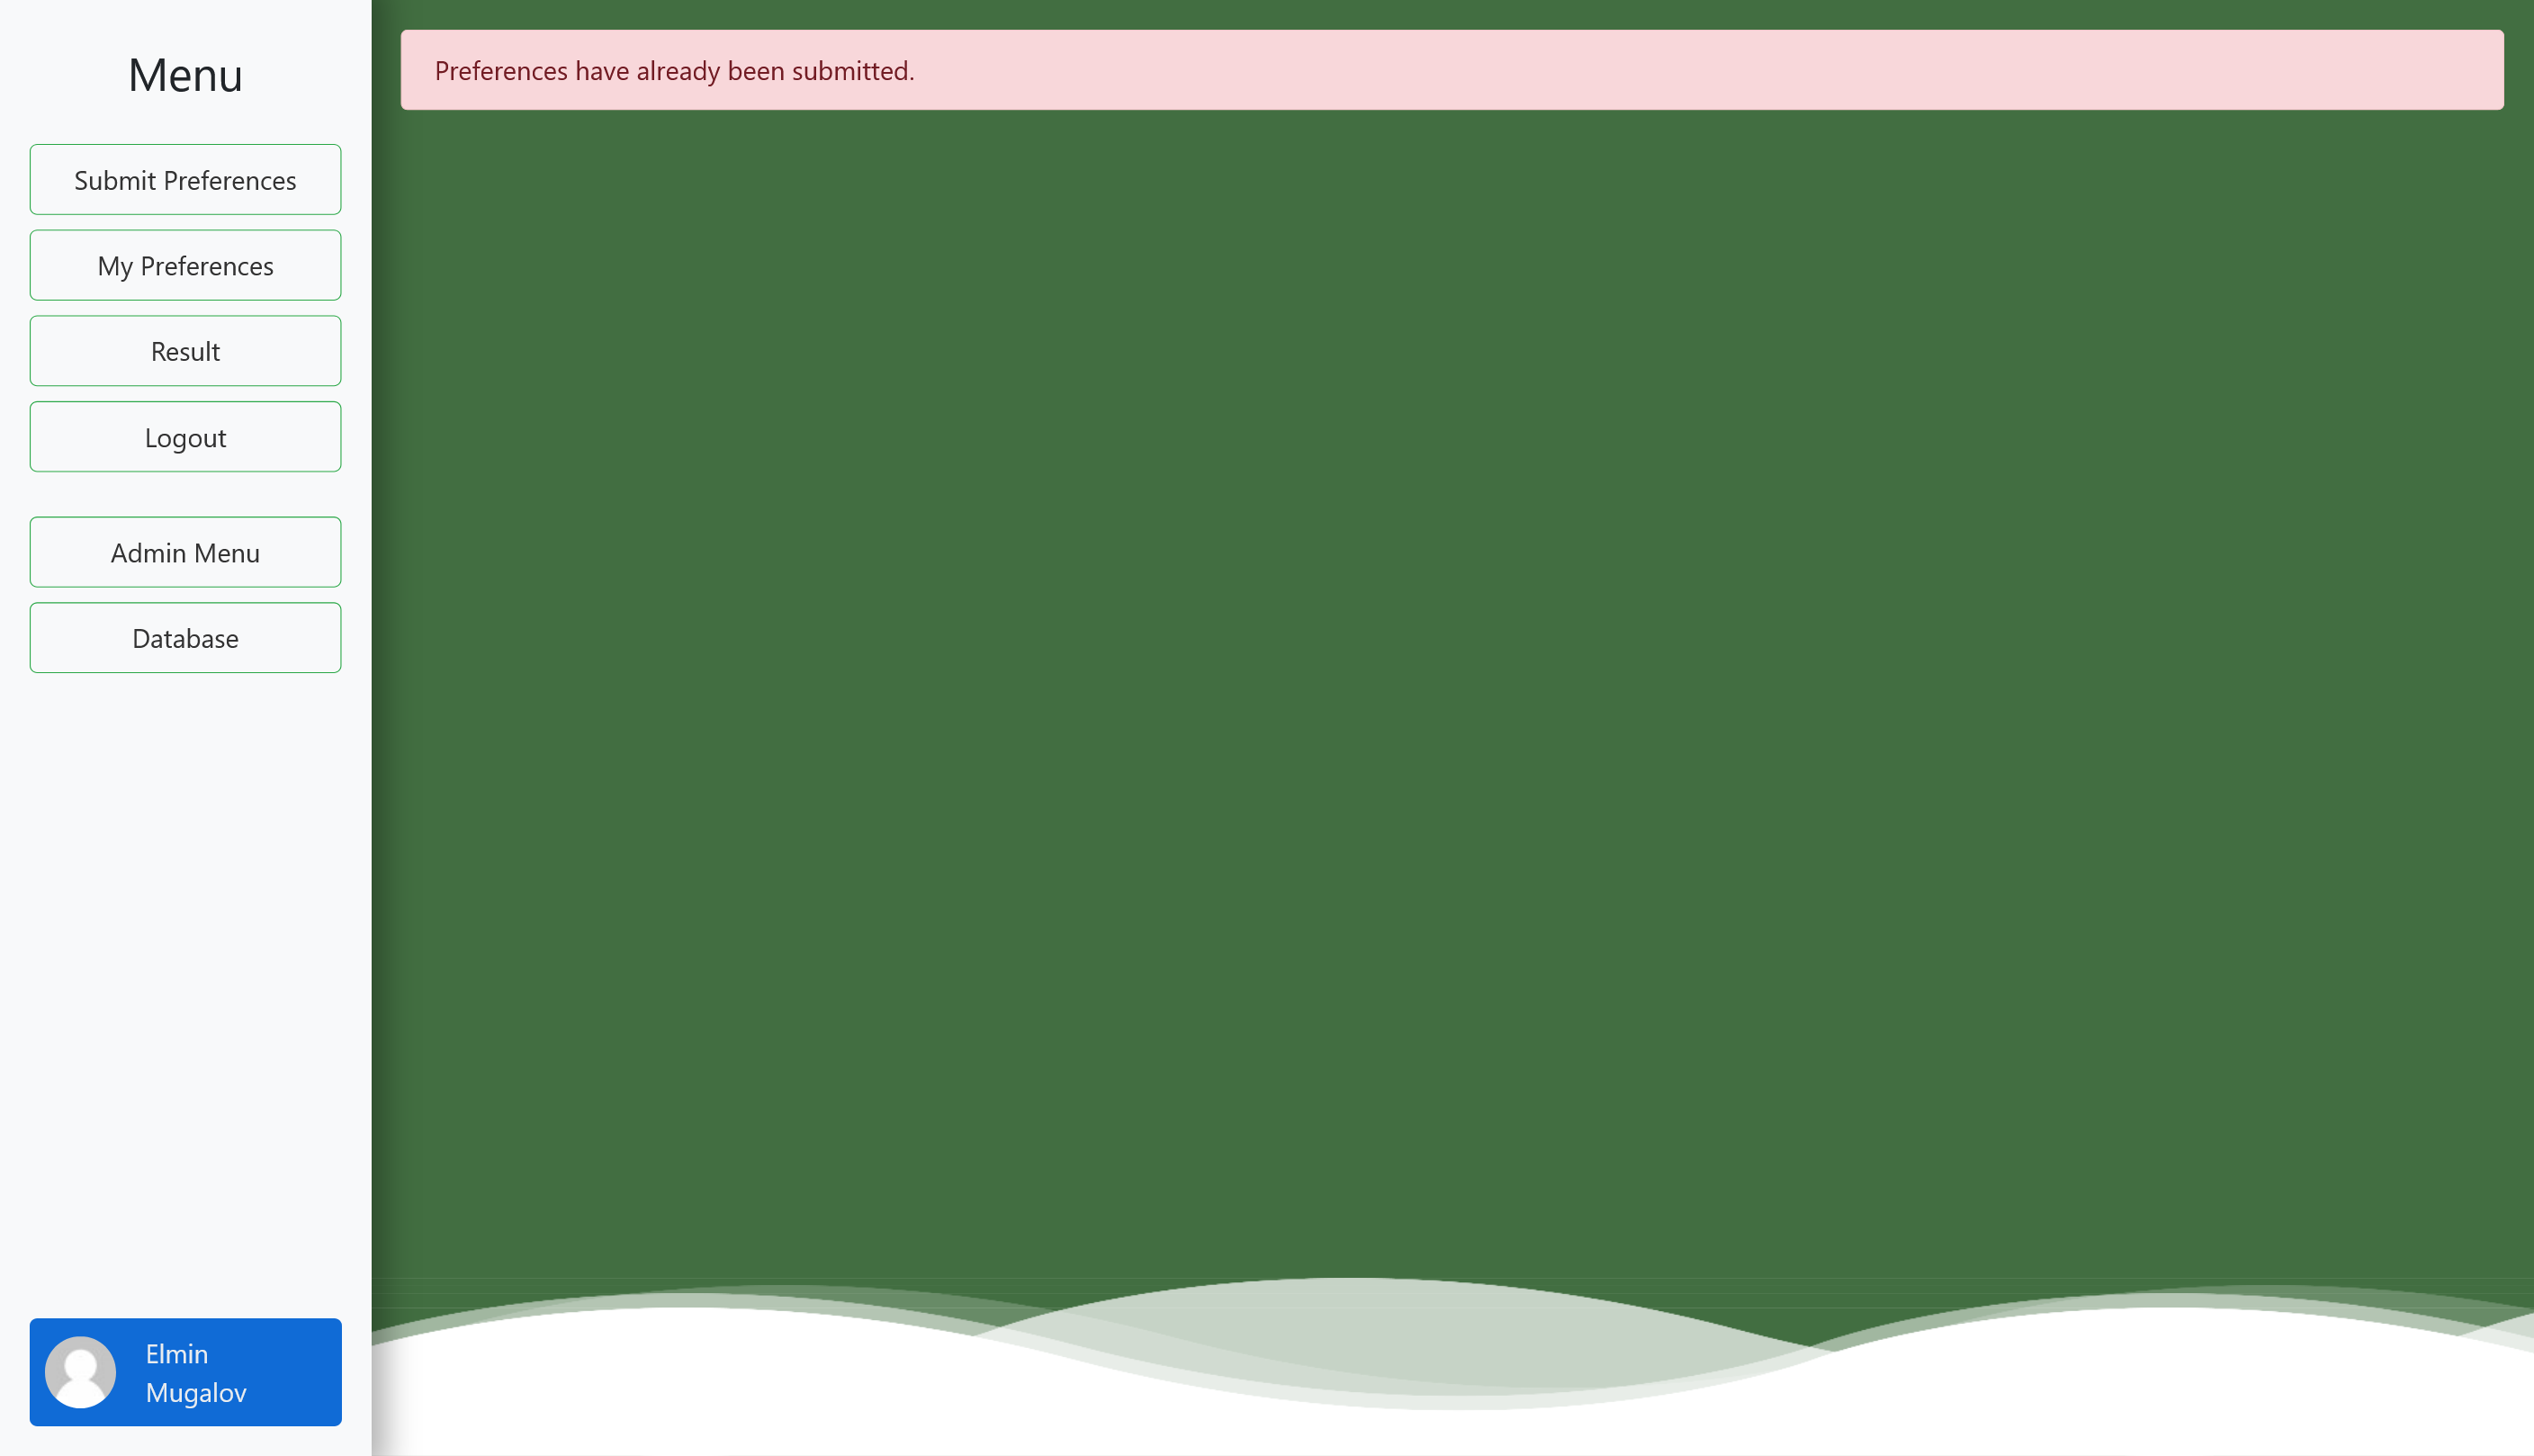 Menu
Submit Preferences
My Preferences
Result
Logout
Admin Menu
Database
Elmin
Mugalov
Preferences have already been submitted.